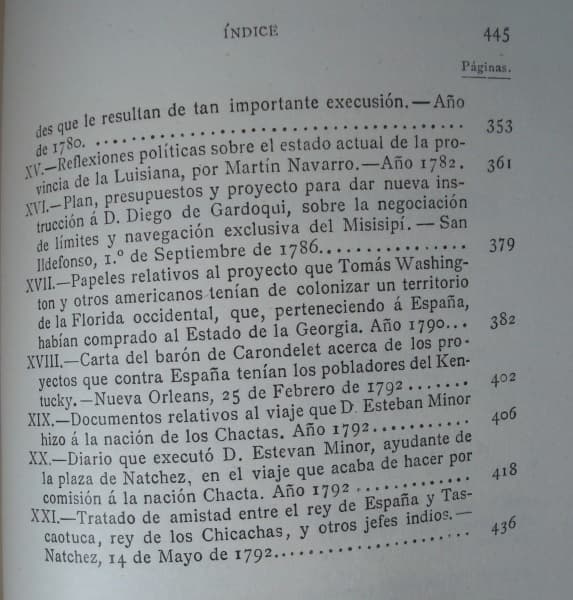 ÍNDICE 445
Páginas.
des que le resultan de tan importante execusión.—Año
de 1780. . . . . . . . . . . . . . . . . . . . . . . . . . . . . . . . . . . . . . 353
XV.—Reflexiones políticas sobre el estado actual de la pro-
vincia de la Luisiana, por Martín Navarro.—Año 1782. 361
XVI.—Plan, presupuestos y proyecto para dar nueva ins-
trucción á D. Diego de Gardoqui, sobre la negociación
de límites y navegación exclusiva del Misisipí.—San
Ildefonso, 1.º de Septiembre de 1786. . . . . . . . . . . . . . . 379
XVII.—Papeles relativos al proyecto que Tomás Washing-
ton y otros americanos tenían de colonizar un territorio
de la Florida occidental, que, perteneciendo á España,
habían comprado al Estado de la Georgia. Año 1790... 382
XVIII.—Carta del barón de Carondelet acerca de los pro-
yectos que contra España tenían los pobladores del Ken-
tucky.—Nueva Orleans, 25 de Febrero de 1792. . . . . . . 402
XIX.—Documentos relativos al viaje que D. Esteban Minor
hizo á la nación de los Chactas. Año 1792. . . . . . . . . . . 406
XX.—Diario que executó D. Estevan Minor, ayudante de
la plaza de Natchez, en el viaje que acaba de hacer por
comisión á la nación Chacta. Año 1792 . . . . . . . . . . . . 418
XXI.—Tratado de amistad entre el rey de España y Tas-
caotuca, rey de los Chicachas, y otros jefes indios.—
Natchez, 14 de Mayo de 1792. . . . . . . . . . . . . . . . . . . . 436